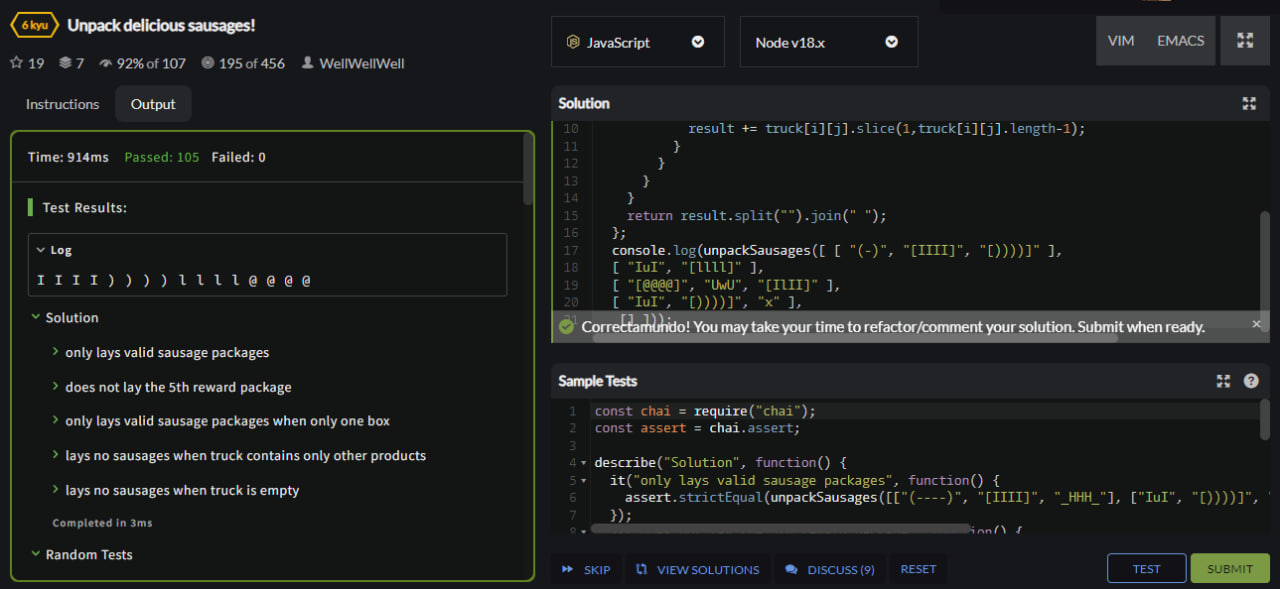 6 kyu Unpack delicious sausages!
19 7 92% of 107 195 of 456 WellWellWell
Instructions Output
Time: 914ms Passed: 105 Failed: 0
Test Results:
Log
I I I I ) ) ) ) l l l l @ @ @ @
Solution
only lays valid sausage packages
does not lay the 5th reward package
only lays valid sausage packages when only one box
lays no sausages when truck contains only other products
lays no sausages when truck is empty
Completed in 3ms
Random Tests
JavaScript Node v18.x VIM EMACS
Solution
10 result += truck[i][j].slice(1,truck[i][j].length-1);
11 }
12 }
13 }
14 }
15 return result.split("").join(" ");
16 };
17 console.log(unpackSausages([ [ "(-)", "[IIII]", "[))))]" ],
18 [ "IuI", "[llll]" ],
19 [ "[@@@@]", "UwU", "[IlII]" ],
20 [ "IuI", "[))))]", "x" ],
21 [] ]));
Correctamundo! You may take your time to refactor/comment your solution. Submit when ready. ×
Sample Tests ?
1 const chai = require("chai");
2 const assert = chai.assert;
3
4 describe("Solution", function() {
5 it("only lays valid sausage packages", function() {
6 assert.strictEqual(unpackSausages([["(----)", "[IIII]", "_HHH_"], ["IuI", "[))))]", "
7 });
8
SKIP VIEW SOLUTIONS DISCUSS (9) RESET TEST SUBMIT